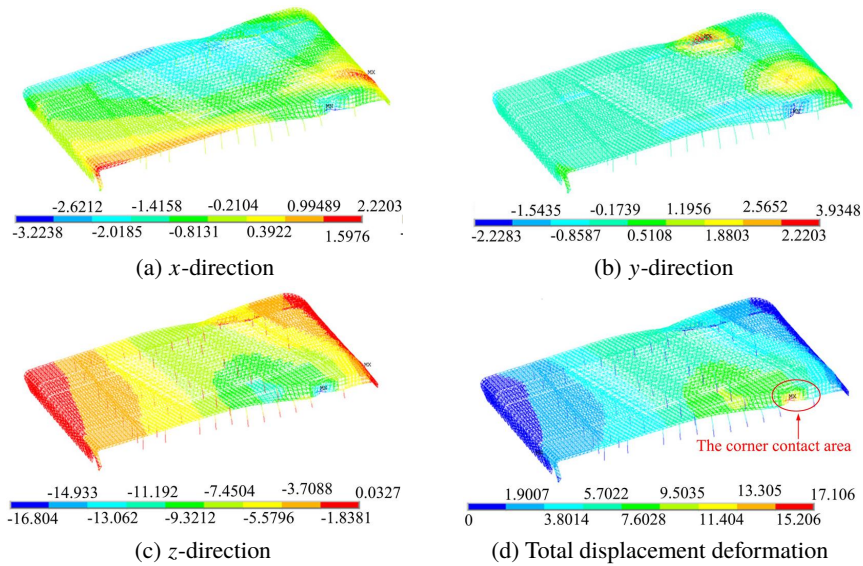 MX
MN
-2.6212 -1.4158 -0.2104 0.99489 2.2203
-3.2238 -2.0185 -0.8131 0.3922 1.5976
(a) x-direction
MX
MN
-1.5435 -0.1739 1.1956 2.5652 3.9348
-2.2283 -0.8587 0.5108 1.8803 2.2203
(b) y-direction
MX
MN
-14.933 -11.192 -7.4504 -3.7088 0.0327
-16.804 -13.062 -9.3212 -5.5796 -1.8381
(c) z-direction
MX
The corner contact area
1.9007 5.7022 9.5035 13.305 17.106
0 3.8014 7.6028 11.404 15.206
(d) Total displacement deformation